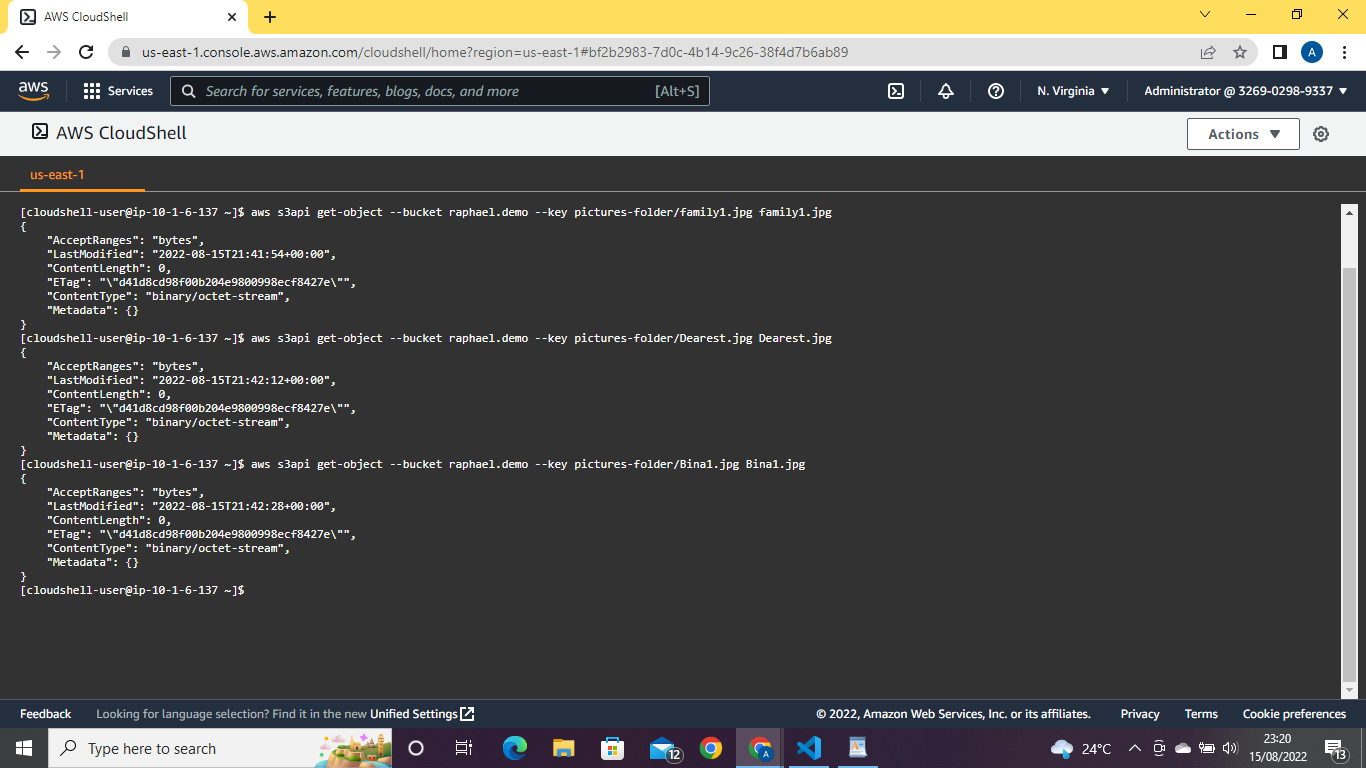 AWS CloudShell
us-east-1.console.aws.amazon.com/cloudshell/home?region=us-east-1#bf2b2983-7d0c-4b14-9c26-38f4d7b6ab89
A
aws
Services
Search for services, features, blogs, docs, and more
[Alt+S]
N. Virginia
Administrator @ 3269-0298-9337
AWS CloudShell
Actions
us-east-1
[cloudshell-user@ip-10-1-6-137 ~]$ aws s3api get-object --bucket raphael.demo --key pictures-folder/family1.jpg family1.jpg
{
    "AcceptRanges": "bytes",
    "LastModified": "2022-08-15T21:41:54+00:00",
    "ContentLength": 0,
    "ETag": "\"d41d8cd98f00b204e9800998ecf8427e\"",
    "ContentType": "binary/octet-stream",
    "Metadata": {}
}
[cloudshell-user@ip-10-1-6-137 ~]$ aws s3api get-object --bucket raphael.demo --key pictures-folder/Dearest.jpg Dearest.jpg
{
    "AcceptRanges": "bytes",
    "LastModified": "2022-08-15T21:42:12+00:00",
    "ContentLength": 0,
    "ETag": "\"d41d8cd98f00b204e9800998ecf8427e\"",
    "ContentType": "binary/octet-stream",
    "Metadata": {}
}
[cloudshell-user@ip-10-1-6-137 ~]$ aws s3api get-object --bucket raphael.demo --key pictures-folder/Bina1.jpg Bina1.jpg
{
    "AcceptRanges": "bytes",
    "LastModified": "2022-08-15T21:42:28+00:00",
    "ContentLength": 0,
    "ETag": "\"d41d8cd98f00b204e9800998ecf8427e\"",
    "ContentType": "binary/octet-stream",
    "Metadata": {}
}
[cloudshell-user@ip-10-1-6-137 ~]$
Feedback
Looking for language selection? Find it in the new Unified Settings
© 2022, Amazon Web Services, Inc. or its affiliates.
Privacy
Terms
Cookie preferences
Type here to search
12
A
24°C
23:20
15/08/2022
13